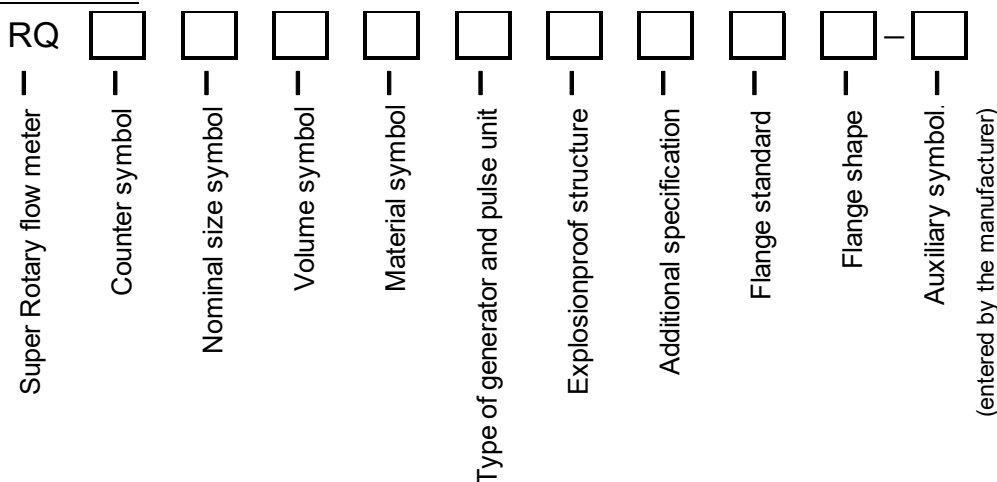 RQ
–
Super Rotary flow meter
Counter symbol
Nominal size symbol
Volume symbol
Material symbol
Type of generator and pulse unit
Explosionproof structure
Additional specification
Flange standard
Flange shape
Auxiliary symbol.
(entered by the manufacturer)